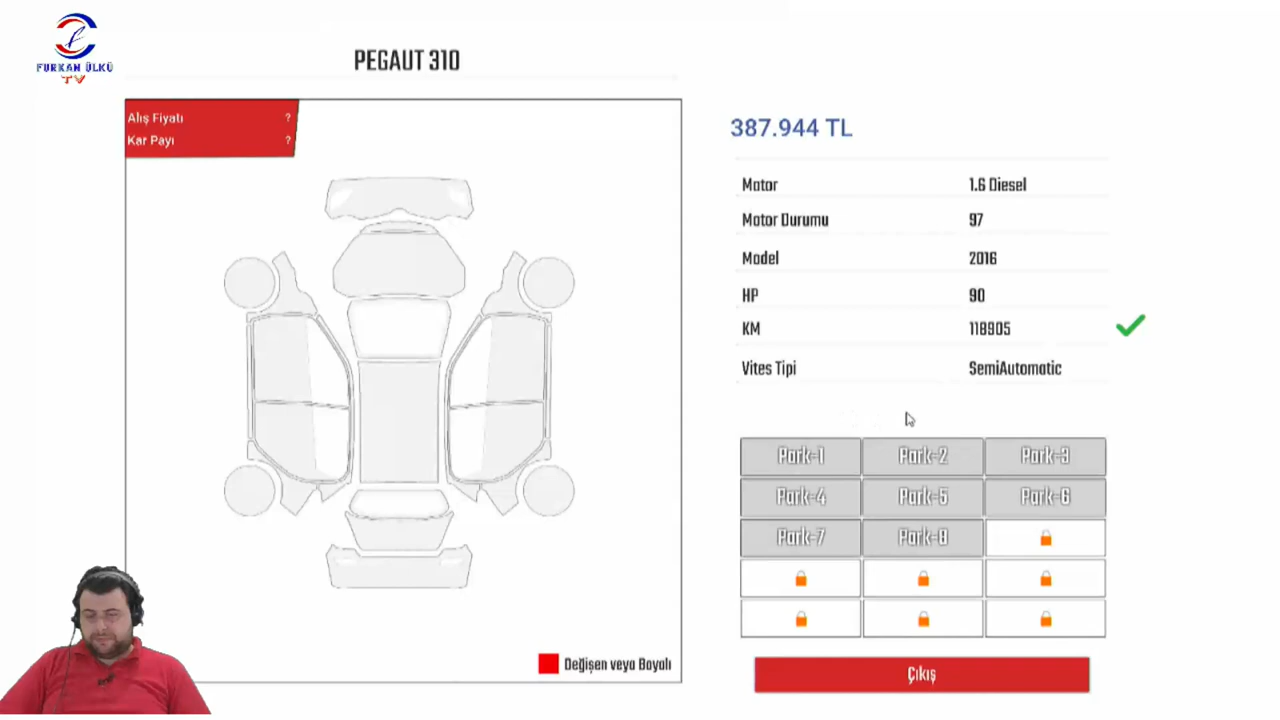 FURKAN ÜLKÜ
TV
PEGAUT 310
Alış Fiyatı ?
Kar Payı ?
387.944 TL
Motor 1.6 Diesel
Motor Durumu 97
Model 2016
HP 90
KM 118905
Vites Tipi SemiAutomatic
Park-1 Park-2 Park-3
Park-4 Park-5 Park-6
Park-7 Park-8
Değişen veya Boyalı
Çıkış